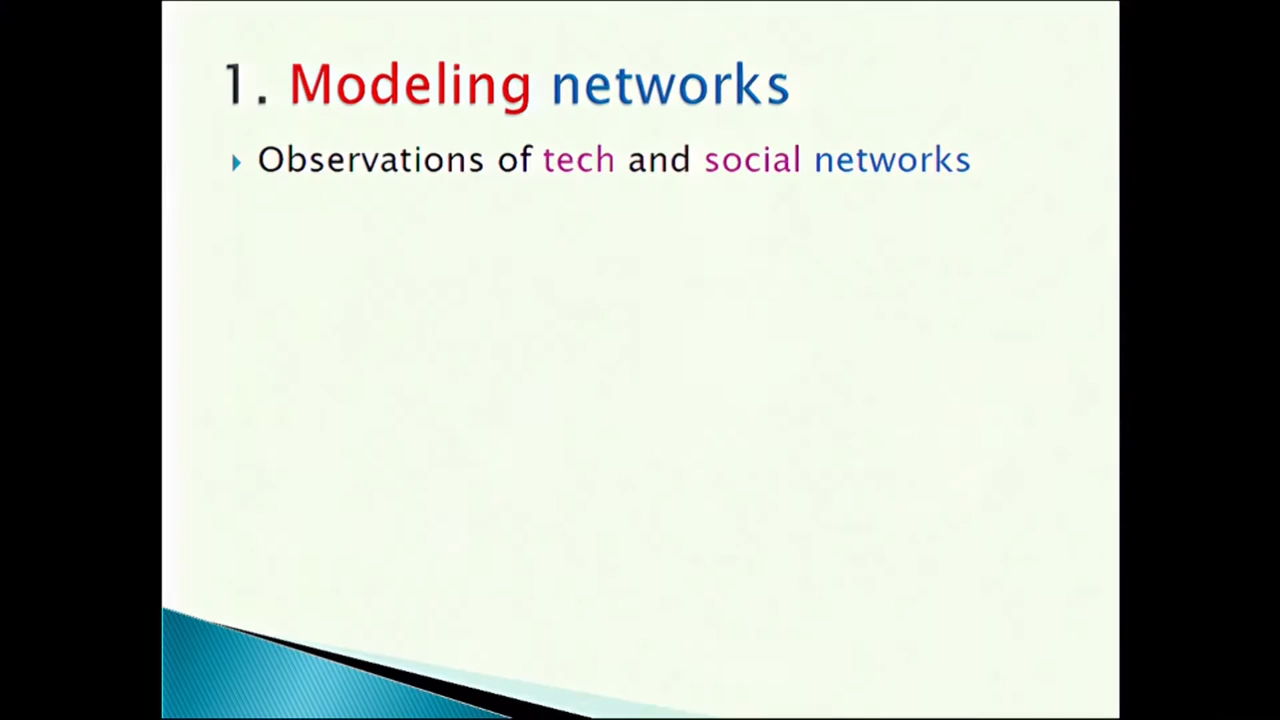 1. Modeling networks
Observations of tech and social networks